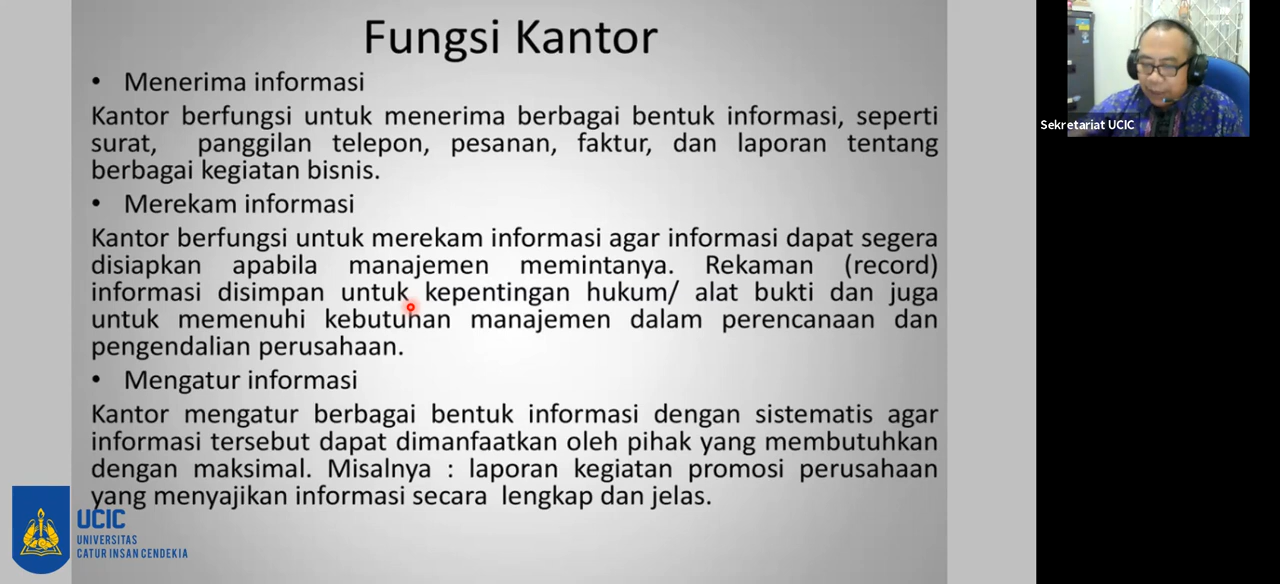 Fungsi Kantor
• Menerima informasi
Kantor berfungsi untuk menerima berbagai bentuk informasi, seperti
surat, panggilan telepon, pesanan, faktur, dan laporan tentang
berbagai kegiatan bisnis.
• Merekam informasi
Kantor berfungsi untuk merekam informasi agar informasi dapat segera
disiapkan apabila manajemen memintanya. Rekaman (record)
informasi disimpan untuk kepentingan hukum/ alat bukti dan juga
untuk memenuhi kebutuhan manajemen dalam perencanaan dan
pengendalian perusahaan.
• Mengatur informasi
Kantor mengatur berbagai bentuk informasi dengan sistematis agar
informasi tersebut dapat dimanfaatkan oleh pihak yang membutuhkan
dengan maksimal. Misalnya : laporan kegiatan promosi perusahaan
yang menyajikan informasi secara lengkap dan jelas.
UCIC
UNIVERSITAS
CATUR INSAN CENDEKIA
Sekretariat UCIC